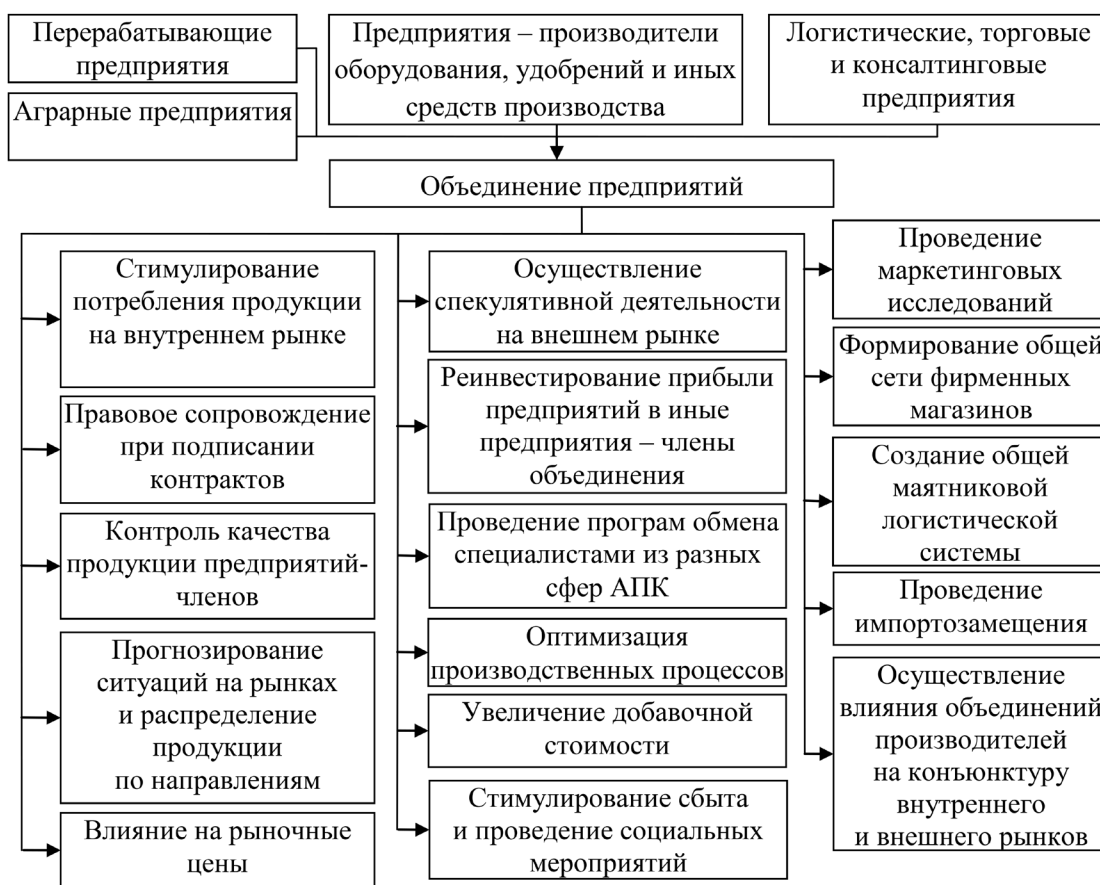 Перерабатывающие
предприятия
Аграрные предприятия
Предприятия – производители
оборудования, удобрений и иных
средств производства
Логистические, торговые
и консалтинговые
предприятия
Объединение предприятий
Стимулирование
потребления продукции
на внутреннем рынке
Правовое сопровождение
при подписании
контрактов
Контроль качества
продукции предприятий-
членов
Прогнозирование
ситуаций на рынках
и распределение
продукции
по направлениям
Влияние на рыночные
цены
Осуществление
спекулятивной деятельности
на внешнем рынке
Реинвестирование прибыли
предприятий в иные
предприятия – члены
объединения
Проведение програм обмена
специалистами из разных
сфер АПК
Оптимизация
производственных процессов
Увеличение добавочной
стоимости
Стимулирование сбыта
и проведение социальных
мероприятий
Проведение
маркетинговых
исследований
Формирование общей
сети фирменных
магазинов
Создание общей
маятниковой
логистической
системы
Проведение
импортозамещения
Осуществление
влияния объединений
производителей
на конъюнктуру
внутреннего
и внешнего рынков